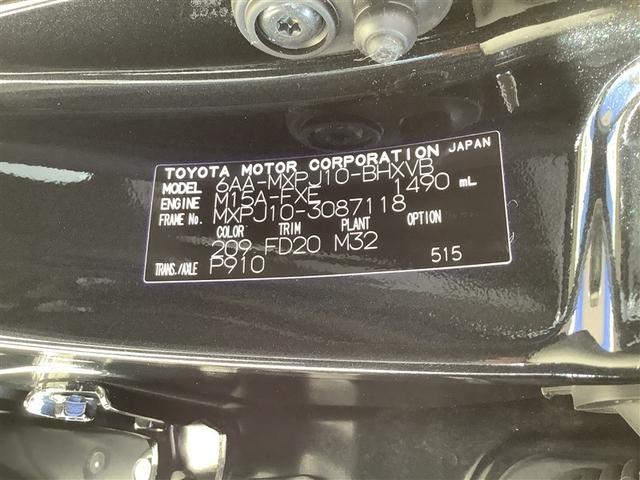 TOYOTA MOTOR CORPORATION JAPAN
MODEL 6AA-MXPJ10-BHXVB
ENGINE M15A-FXE 1490 mL
FRAME No. MXPJ10-3087118
COLOR TRIM PLANT OPTION
209 FD20 M32
TRANS./AXLE P910 515